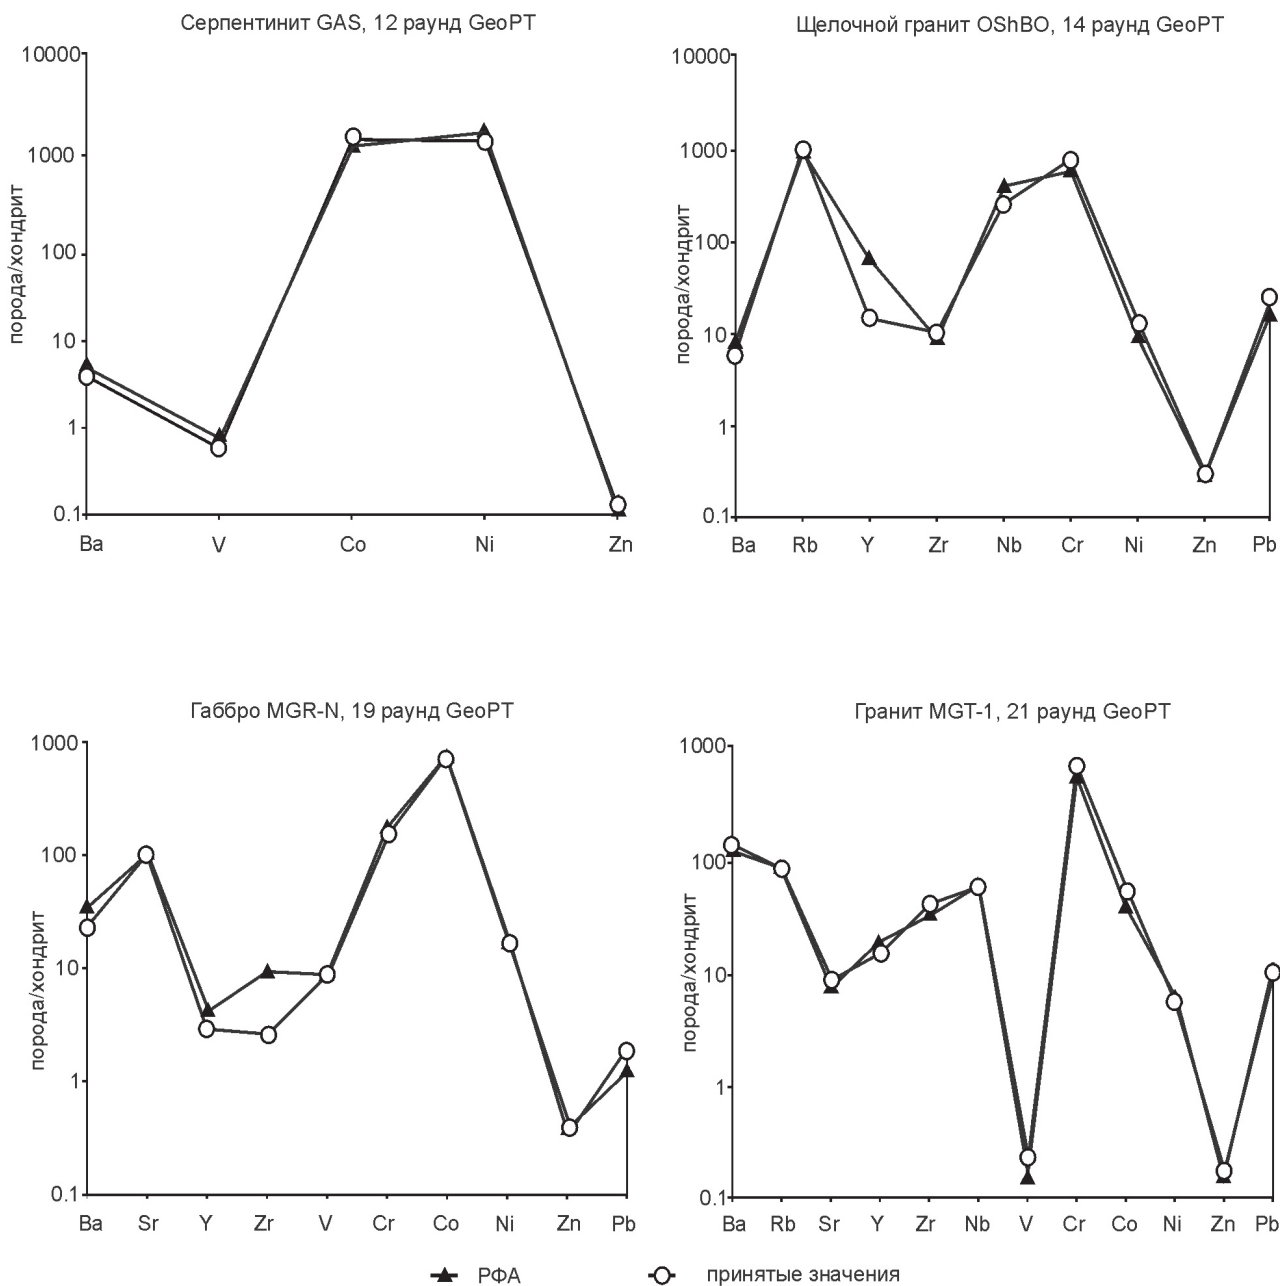 Серпентинит GAS, 12 раунд GeoPT
10000
1000
100
10
1
0.1
порода/хондрит
Ba V Co Ni Zn
Щелочной гранит OShBO, 14 раунд GeoPT
10000
1000
100
10
1
0.1
порода/хондрит
Ba Rb Y Zr Nb Cr Ni Zn Pb
Габбро MGR-N, 19 раунд GeoPT
1000
100
10
1
0.1
порода/хондрит
Ba Sr Y Zr V Cr Co Ni Zn Pb
Гранит MGT-1, 21 раунд GeoPT
1000
100
10
1
0.1
порода/хондрит
Ba Rb Sr Y Zr Nb V Cr Co Ni Zn Pb
РФА принятые значения